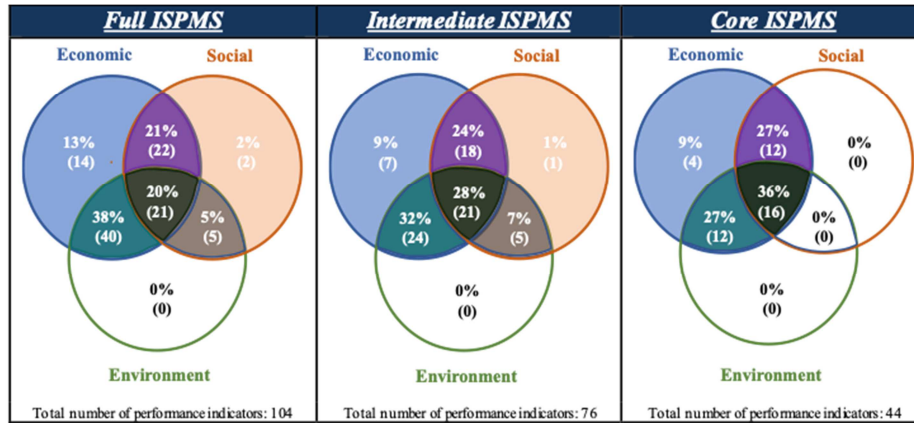 Full ISPMS
Economic
Social
13%
(14)
21%
(22)
2%
(2)
20%
(21)
38%
(40)
5%
(5)
0%
(0)
Environment
Total number of performance indicators: 104
Intermediate ISPMS
Economic
Social
9%
(7)
24%
(18)
1%
(1)
28%
(21)
32%
(24)
7%
(5)
0%
(0)
Environment
Total number of performance indicators: 76
Core ISPMS
Economic
Social
9%
(4)
27%
(12)
0%
(0)
36%
(16)
27%
(12)
0%
(0)
0%
(0)
Environment
Total number of performance indicators: 44